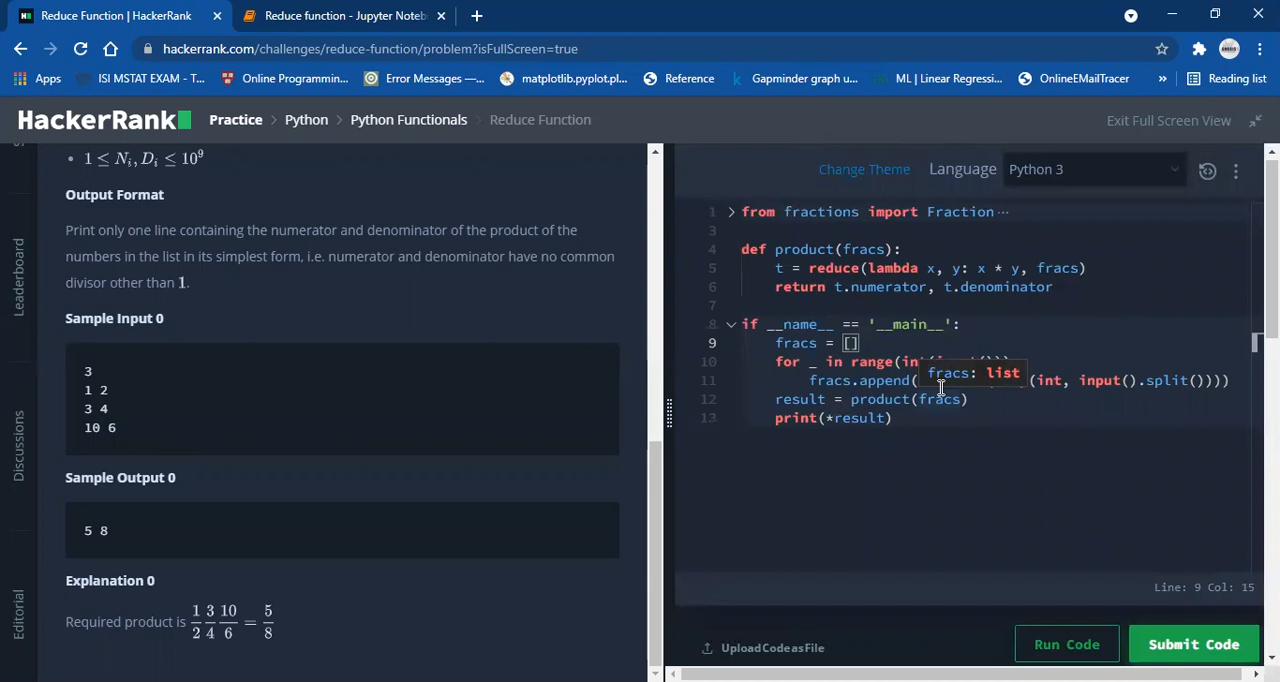 Reduce Function | HackerRank
Reduce function - Jupyter Noteb
hackerrank.com/challenges/reduce-function/problem?isFullScreen=true
Apps
ISI MSTAT EXAM - T...
Online Programmin...
Error Messages —...
matplotlib.pyplot.pl...
Reference
Gapminder graph u...
ML | Linear Regressi...
OnlineEMailTracer
»
Reading list
HackerRank
Practice > Python > Python Functionals > Reduce Function
Exit Full Screen View
Leaderboard
Discussions
Editorial
• 1 ≤ Nᵢ, Dᵢ ≤ 10⁹
Output Format
Print only one line containing the numerator and denominator of the product of the
numbers in the list in its simplest form, i.e. numerator and denominator have no common
divisor other than 1.
Sample Input 0
3
1 2
3 4
10 6
Sample Output 0
5 8
Explanation 0
Required product is 1/2 3/4 10/6 = 5/8
Change Theme
Language
Python 3
1 from fractions import Fraction ···
3
4 def product(fracs):
5 t = reduce(lambda x, y: x * y, fracs)
6 return t.numerator, t.denominator
7
8 if __name__ == '__main__':
9 fracs = []
10 for _ in range(in
fracs: list
11 fracs.append( (int, input().split())))
12 result = product(fracs)
13 print(*result)
Line: 9 Col: 15
Upload Code as File
Run Code
Submit Code